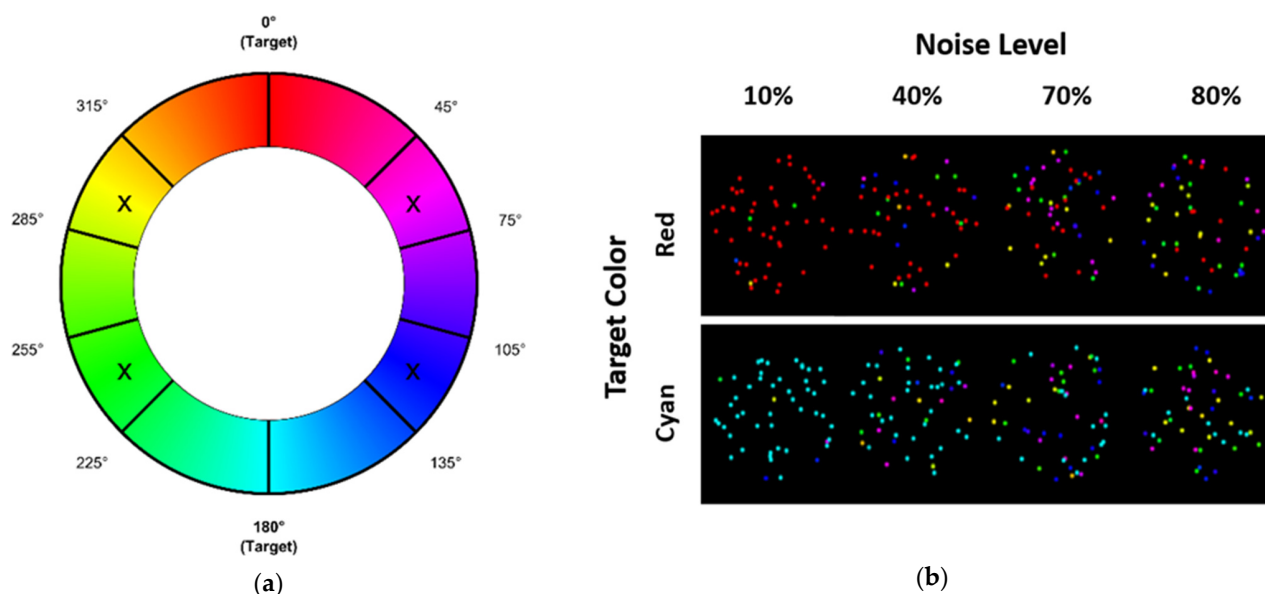 0°
(Target)
315°
45°
X
X
285°
75°
255°
105°
X
X
225°
135°
180°
(Target)
(a)
Noise Level
10% 40% 70% 80%
Target Color
Red
Cyan
(b)